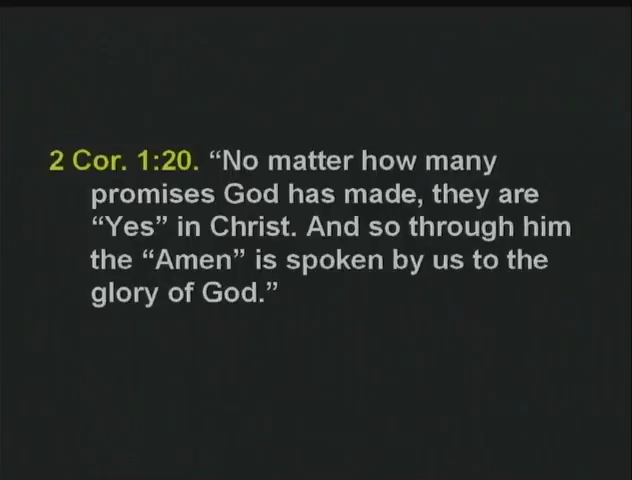 2 Cor. 1:20. “No matter how many
promises God has made, they are
“Yes” in Christ. And so through him
the “Amen” is spoken by us to the
glory of God.”